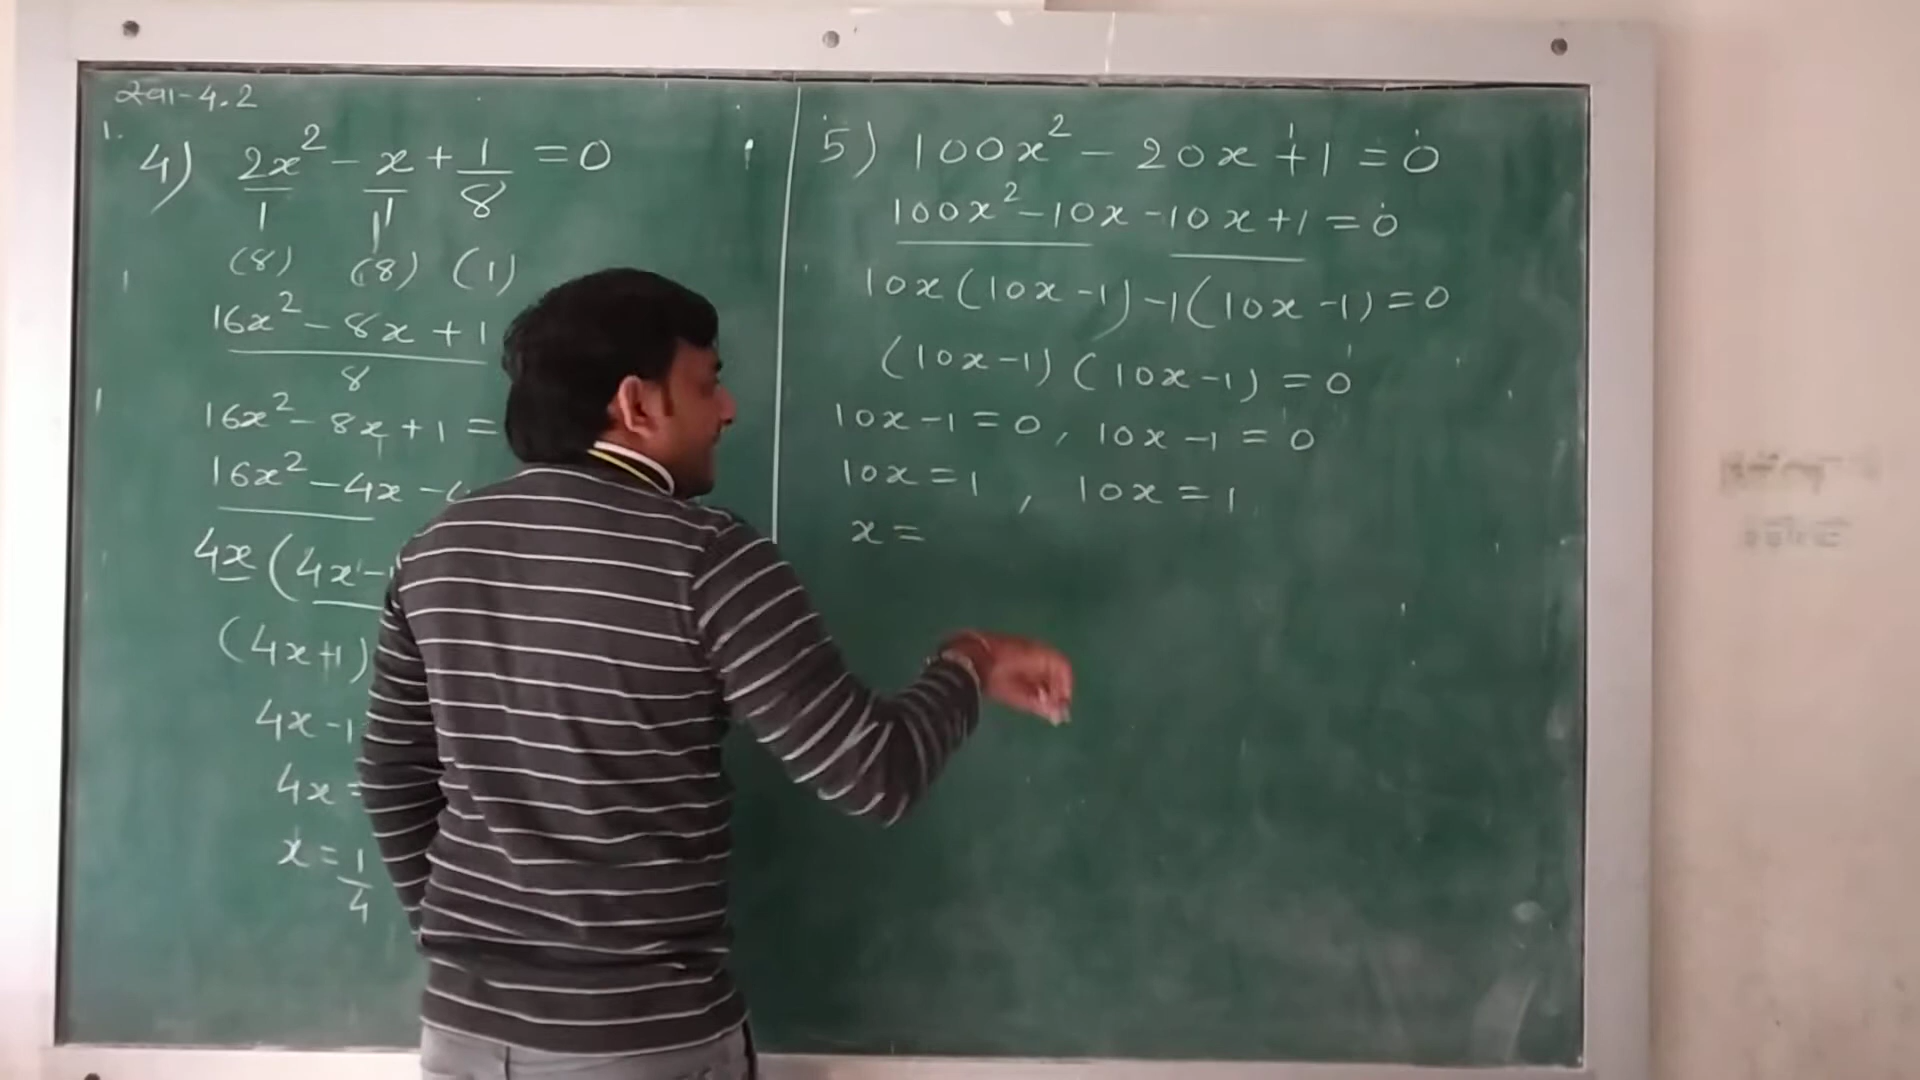 4.2
1.
4) 2x²/1 - x/1 + 1/8 = 0
(8) (8) (1)
16x² - 8x + 1
8
16x² - 8x + 1 =
16x² - 4x -
4x (4x - 1
(4x+1)
4x - 1
4x =
x = 1/4
5) 100x² - 20x + 1 = 0
100x² - 10x - 10x + 1 = 0
10x (10x - 1) - 1 (10x - 1) = 0
(10x - 1) (10x - 1) = 0
10x - 1 = 0, 10x - 1 = 0
10x = 1, 10x = 1
x =